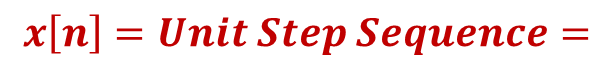 x[n] = Unit Step Sequence =